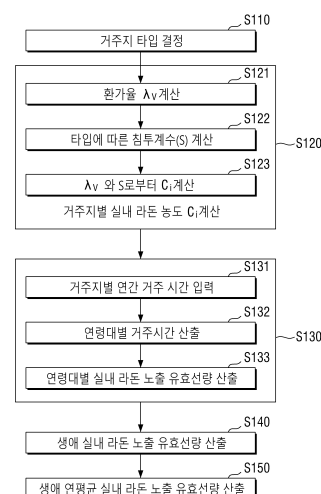 S110
거주지 타입 결정
S121
환가율 λv계산
S122
타입에 따른 침투계수(S) 계산
S120
S123
λv 와 S로부터 Ci계산
거주지별 실내 라돈 농도 Ci계산
S131
거주지별 연간 거주 시간 입력
S132
연령대별 거주시간 산출
S130
S133
연령대별 실내 라돈 노출 유효선량 산출
S140
생애 실내 라돈 노출 유효선량 산출
S150
생애 연평균 실내 라돈 노출 유효선량 산출